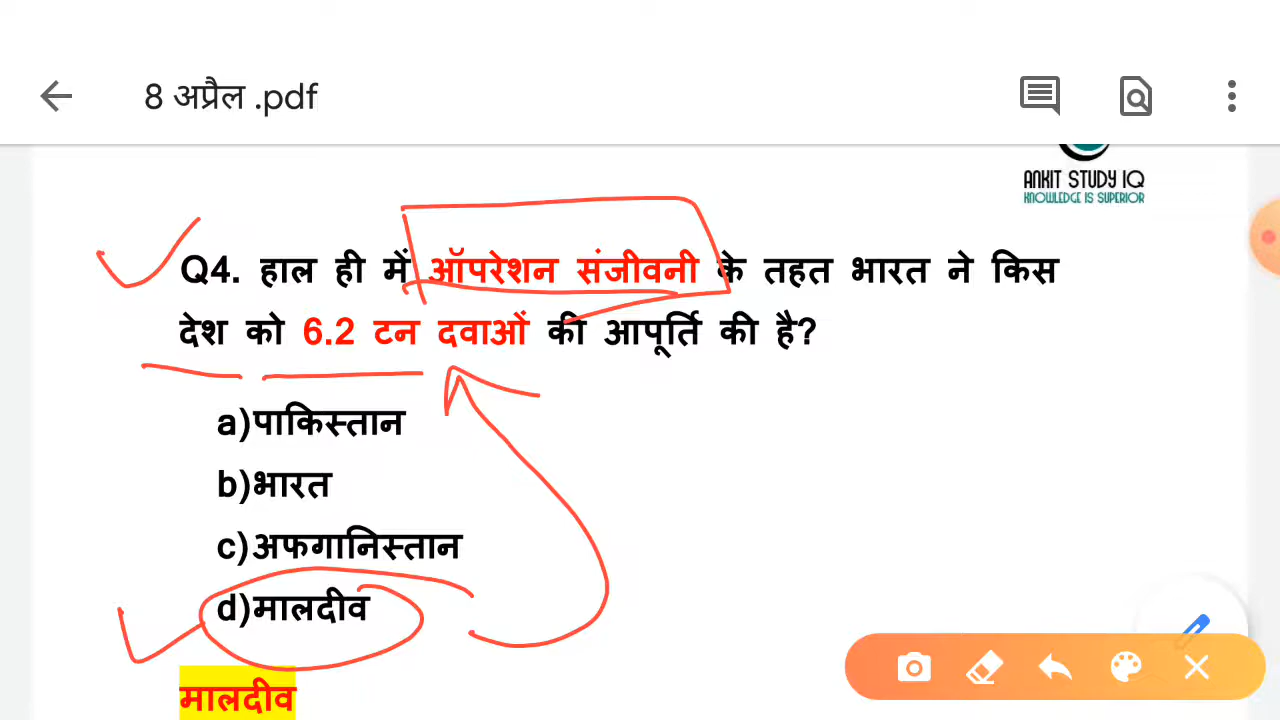 8 अप्रैल .pdf
ANKIT STUDY IQ
KNOWLEDGE IS SUPERIOR
Q4. हाल ही में ऑपरेशन संजीवनी के तहत भारत ने किस
देश को 6.2 टन दवाओं की आपूर्ति की है?
a)पाकिस्तान
b)भारत
c)अफगानिस्तान
d)मालदीव
मालदीव